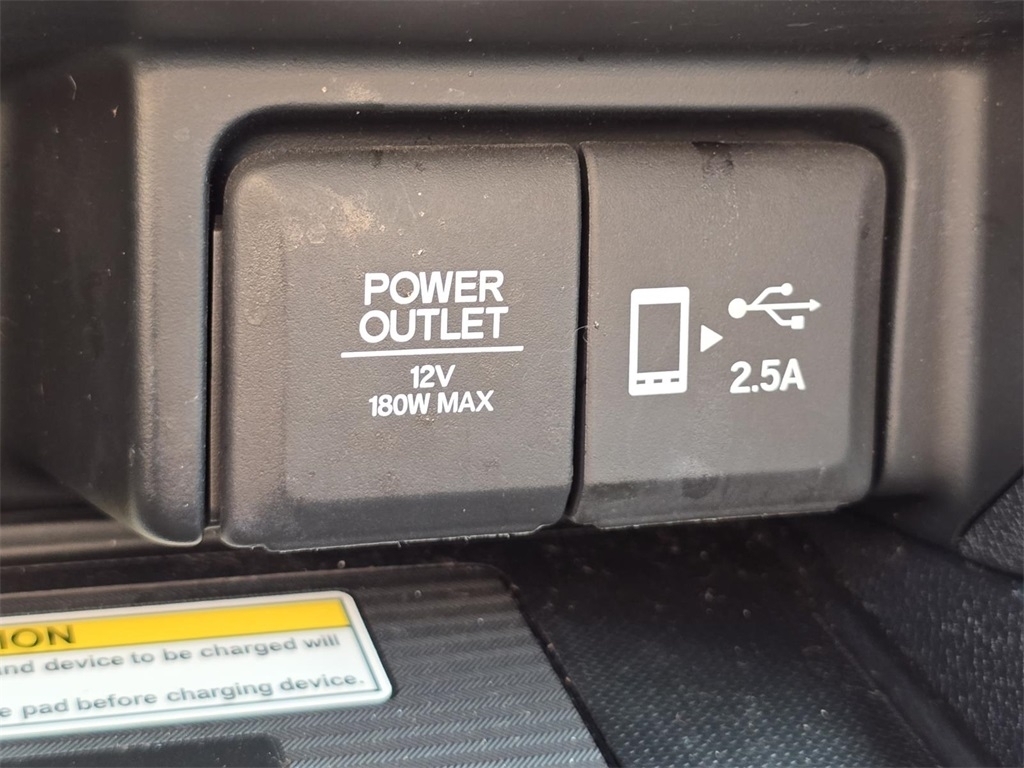 POWER
OUTLET
12V
180W MAX
2.5A
ION
nd device to be charged will
e pad before charging device.